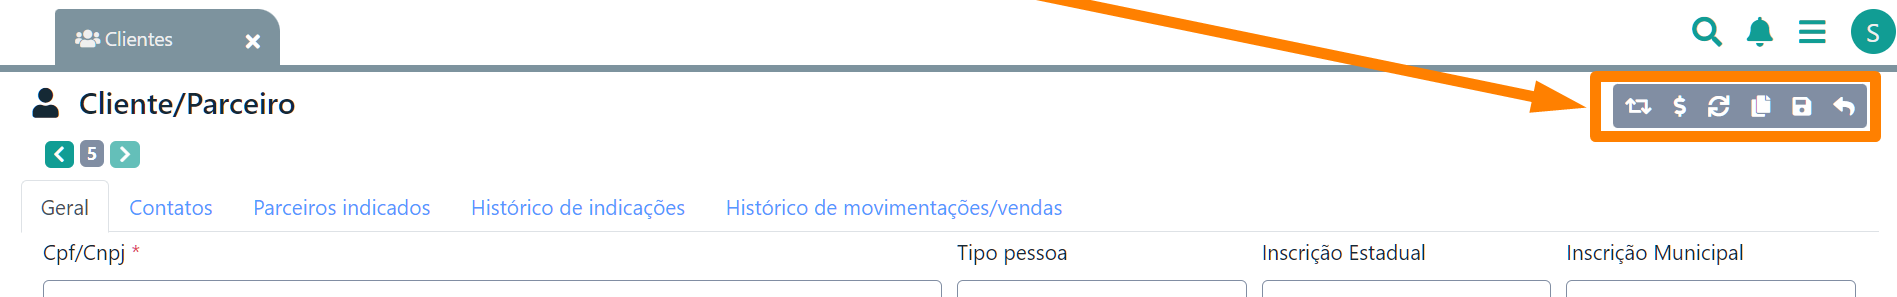 Clientes
S
Cliente/Parceiro
5
Geral Contatos Parceiros indicados Histórico de indicações Histórico de movimentações/vendas
Cpf/Cnpj * Tipo pessoa Inscrição Estadual Inscrição Municipal